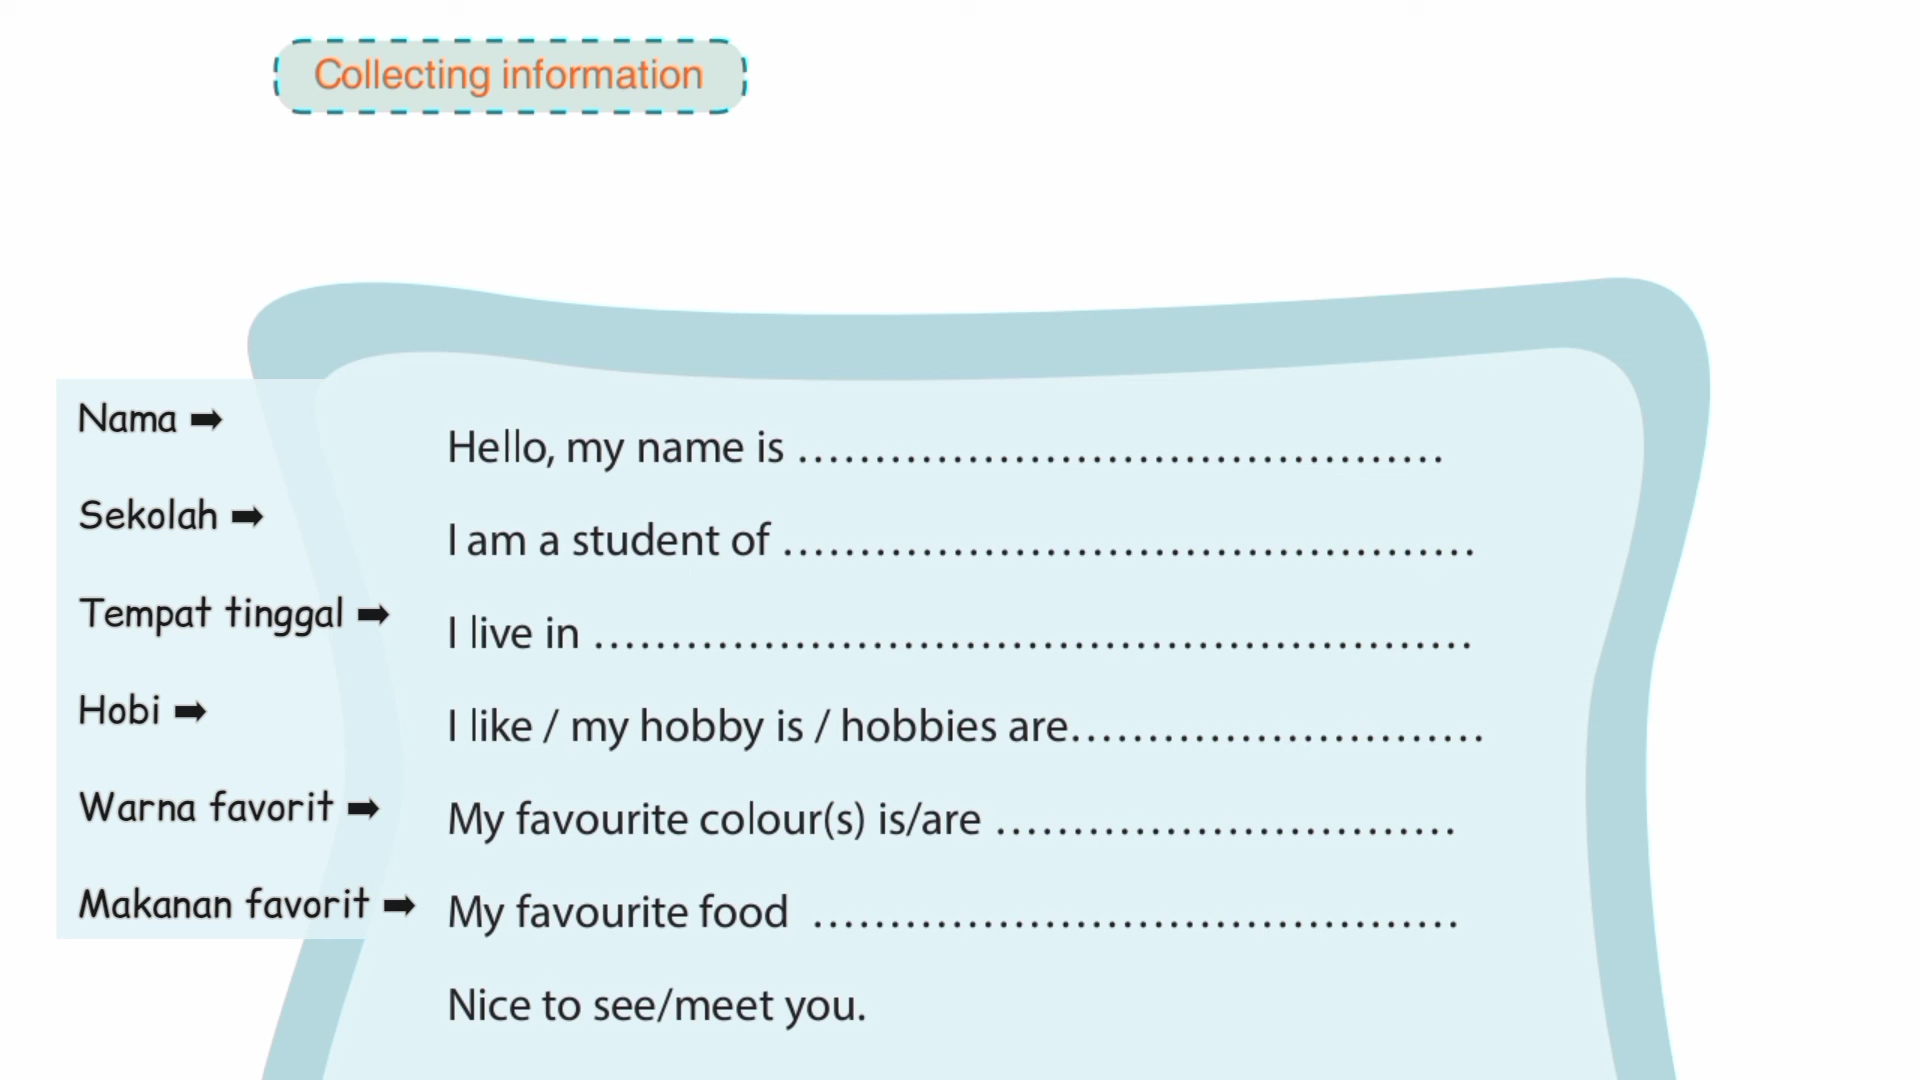 Collecting information
Nama ➡
Hello, my name is ..........................................
Sekolah ➡
I am a student of .............................................
Tempat tinggal ➡
I live in .........................................................
Hobi ➡
I like / my hobby is / hobbies are...........................
Warna favorit ➡
My favourite colour(s) is/are ..............................
Makanan favorit ➡
My favourite food ..........................................
Nice to see/meet you.